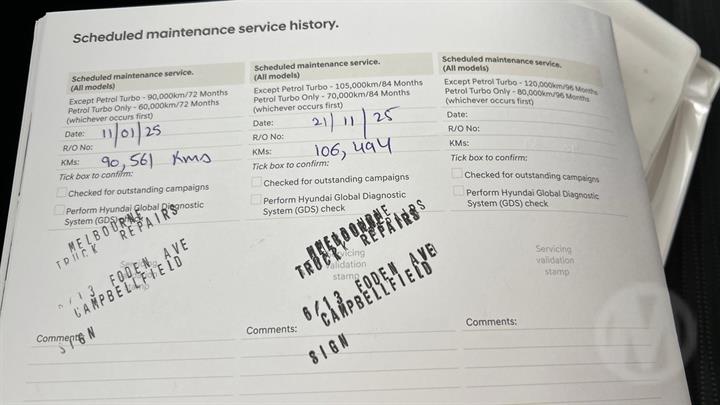 Scheduled maintenance service history.
Scheduled maintenance service.
(All models)
Except Petrol Turbo - 90,000km/72 Months
Petrol Turbo Only - 60,000km/72 Months
(whichever occurs first)
Date: 11/01/25
R/O No:
KMs: 90,561 Kms
Tick box to confirm:
Checked for outstanding campaigns
Perform Hyundai Global Diagnostic
System (GDS) check
MELBOURNE
TRUCK REPAIRS
6/13 FODEN AVE
CAMPBELLFIELD
SIGN
Comments:
Scheduled maintenance service.
(All models)
Except Petrol Turbo - 105,000km/84 Months
Petrol Turbo Only - 70,000km/84 Months
(whichever occurs first)
Date: 21/11/25
R/O No:
KMs: 106,494
Tick box to confirm:
Checked for outstanding campaigns
Perform Hyundai Global Diagnostic
System (GDS) check
MELBOURNE
TRUCK REPAIRS
Servicing
validation
stamp
6/13 FODEN AVE
CAMPBELLFIELD
SIGN
Comments:
Scheduled maintenance service.
(All models)
Except Petrol Turbo - 120,000km/96 Months
Petrol Turbo Only - 80,000km/96 Months
(whichever occurs first)
Date:
R/O No:
KMs:
Tick box to confirm:
Checked for outstanding campaigns
Perform Hyundai Global Diagnostic
System (GDS) check
Servicing
validation
stamp
Comments: